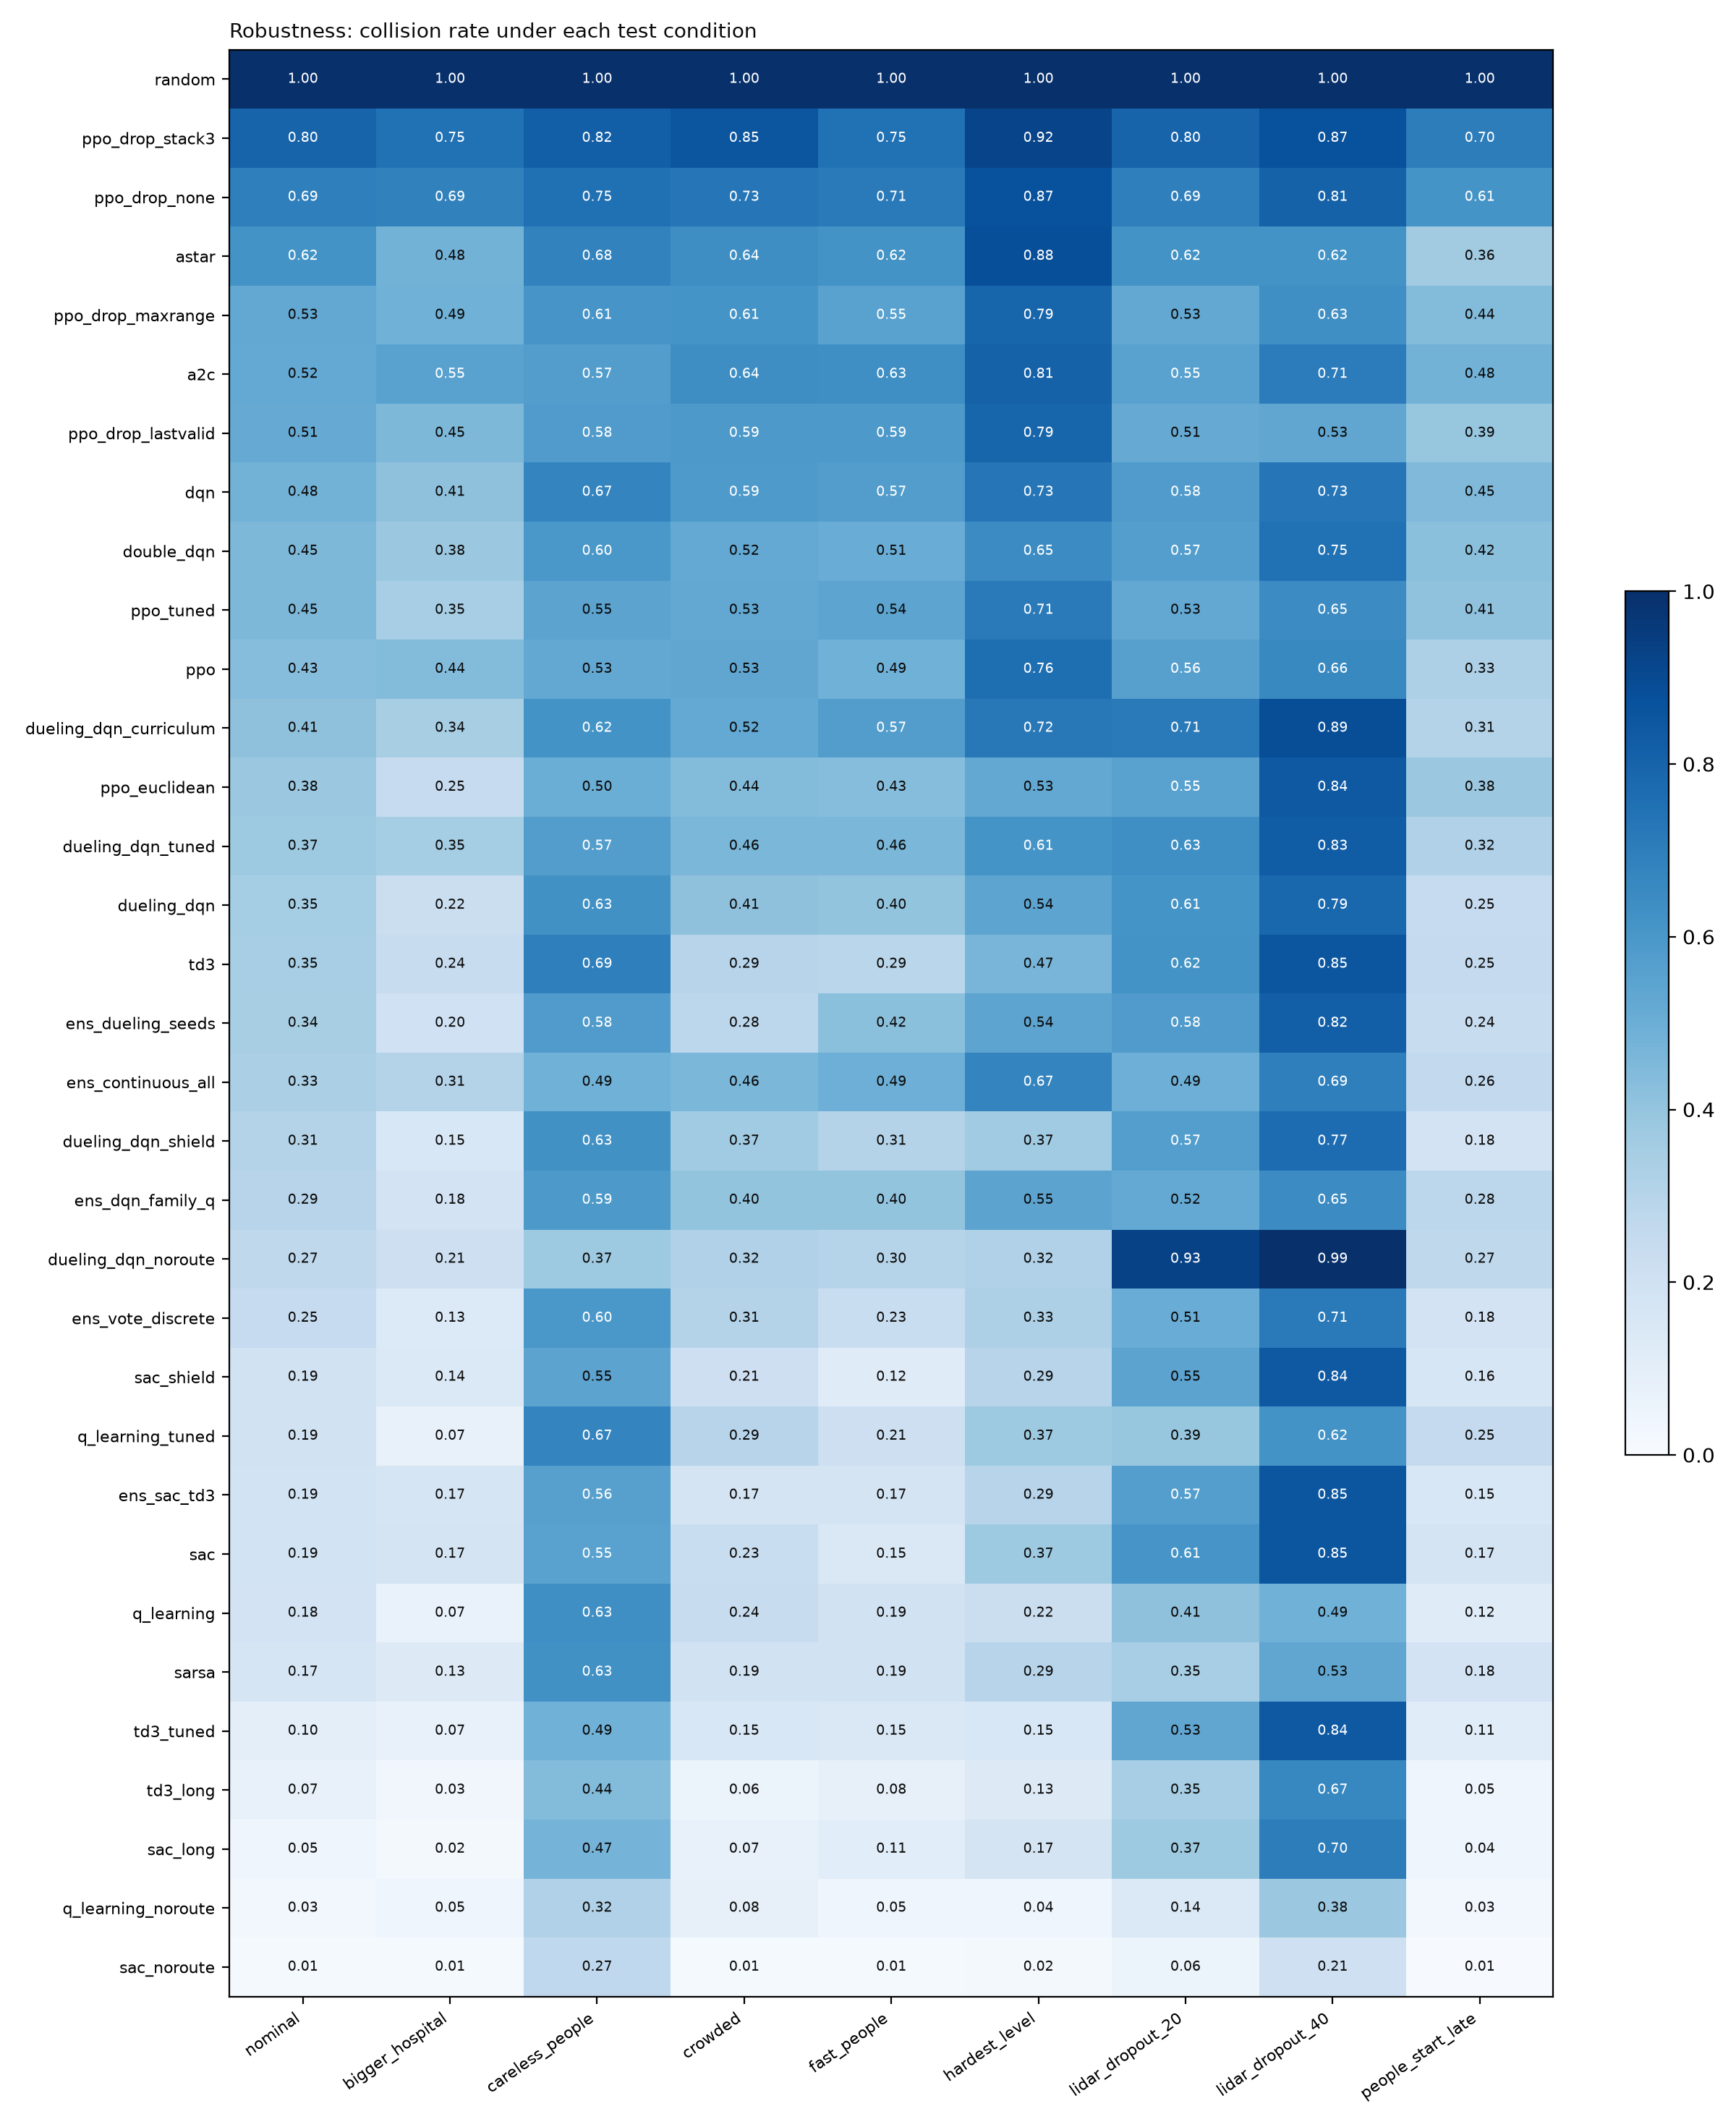 Robustness: collision rate under each test condition
random 1.00 1.00 1.00 1.00 1.00 1.00 1.00 1.00 1.00
ppo_drop_stack3 0.80 0.75 0.82 0.85 0.75 0.92 0.80 0.87 0.70
ppo_drop_none 0.69 0.69 0.75 0.73 0.71 0.87 0.69 0.81 0.61
astar 0.62 0.48 0.68 0.64 0.62 0.88 0.62 0.62 0.36
ppo_drop_maxrange 0.53 0.49 0.61 0.61 0.55 0.79 0.53 0.63 0.44
a2c 0.52 0.55 0.57 0.64 0.63 0.81 0.55 0.71 0.48
ppo_drop_lastvalid 0.51 0.45 0.58 0.59 0.59 0.79 0.51 0.53 0.39
dqn 0.48 0.41 0.67 0.59 0.57 0.73 0.58 0.73 0.45
double_dqn 0.45 0.38 0.60 0.52 0.51 0.65 0.57 0.75 0.42
ppo_tuned 0.45 0.35 0.55 0.53 0.54 0.71 0.53 0.65 0.41
ppo 0.43 0.44 0.53 0.53 0.49 0.76 0.56 0.66 0.33
dueling_dqn_curriculum 0.41 0.34 0.62 0.52 0.57 0.72 0.71 0.89 0.31
ppo_euclidean 0.38 0.25 0.50 0.44 0.43 0.53 0.55 0.84 0.38
dueling_dqn_tuned 0.37 0.35 0.57 0.46 0.46 0.61 0.63 0.83 0.32
dueling_dqn 0.35 0.22 0.63 0.41 0.40 0.54 0.61 0.79 0.25
td3 0.35 0.24 0.69 0.29 0.29 0.47 0.62 0.85 0.25
ens_dueling_seeds 0.34 0.20 0.58 0.28 0.42 0.54 0.58 0.82 0.24
ens_continuous_all 0.33 0.31 0.49 0.46 0.49 0.67 0.49 0.69 0.26
dueling_dqn_shield 0.31 0.15 0.63 0.37 0.31 0.37 0.57 0.77 0.18
ens_dqn_family_q 0.29 0.18 0.59 0.40 0.40 0.55 0.52 0.65 0.28
dueling_dqn_noroute 0.27 0.21 0.37 0.32 0.30 0.32 0.93 0.99 0.27
ens_vote_discrete 0.25 0.13 0.60 0.31 0.23 0.33 0.51 0.71 0.18
sac_shield 0.19 0.14 0.55 0.21 0.12 0.29 0.55 0.84 0.16
q_learning_tuned 0.19 0.07 0.67 0.29 0.21 0.37 0.39 0.62 0.25
ens_sac_td3 0.19 0.17 0.56 0.17 0.17 0.29 0.57 0.85 0.15
sac 0.19 0.17 0.55 0.23 0.15 0.37 0.61 0.85 0.17
q_learning 0.18 0.07 0.63 0.24 0.19 0.22 0.41 0.49 0.12
sarsa 0.17 0.13 0.63 0.19 0.19 0.29 0.35 0.53 0.18
td3_tuned 0.10 0.07 0.49 0.15 0.15 0.15 0.53 0.84 0.11
td3_long 0.07 0.03 0.44 0.06 0.08 0.13 0.35 0.67 0.05
sac_long 0.05 0.02 0.47 0.07 0.11 0.17 0.37 0.70 0.04
q_learning_noroute 0.03 0.05 0.32 0.08 0.05 0.04 0.14 0.38 0.03
sac_noroute 0.01 0.01 0.27 0.01 0.01 0.02 0.06 0.21 0.01
nominal bigger_hospital careless_people crowded fast_people hardest_level lidar_dropout_20 lidar_dropout_40 people_start_late
1.0
0.8
0.6
0.4
0.2
0.0